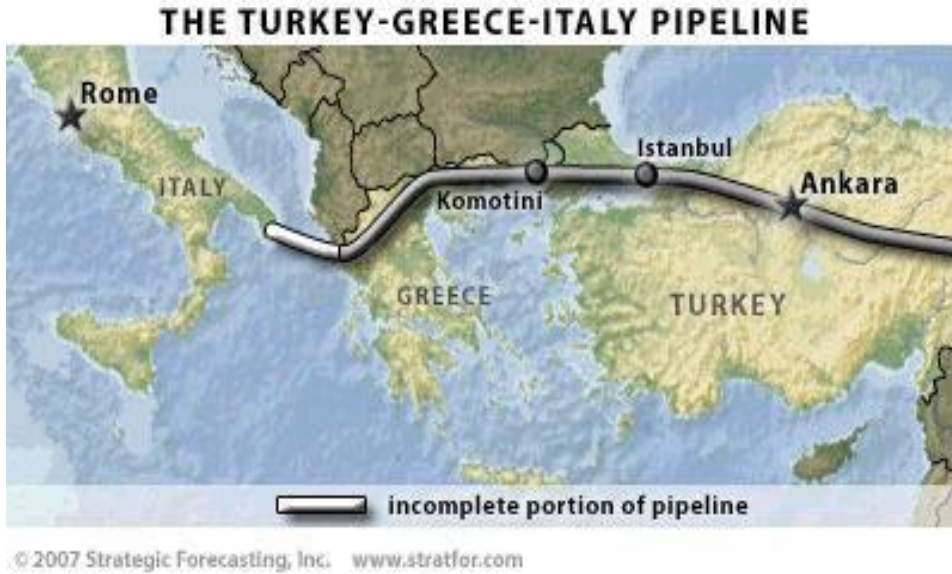 THE TURKEY-GREECE-ITALY PIPELINE
Rome
ITALY
Istanbul
Komotini
Ankara
GREECE
TURKEY
incomplete portion of pipeline
© 2007 Strategic Forecasting, Inc. www.stratfor.com